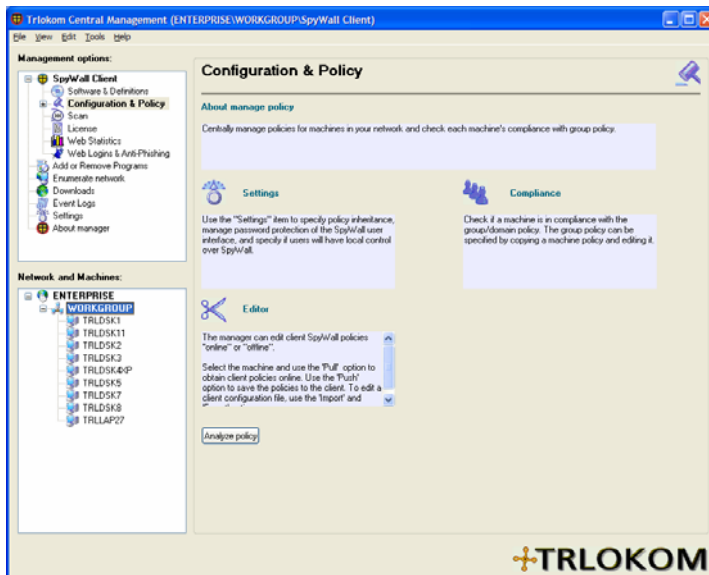 Trlokom Central Management (ENTERPRISE\WORKGROUP\SpyWall Client)
File View Edit Tools Help
Management options:
SpyWall Client
Software & Definitions
Configuration & Policy
Scan
License
Web Statistics
Web Logins & Anti-Phishing
Add or Remove Programs
Enumerate network
Downloads
Event Logs
Settings
About manager
Network and Machines:
ENTERPRISE
WORKGROUP
TRLDSK1
TRLDSK11
TRLDSK2
TRLDSK3
TRLDSK4XP
TRLDSK5
TRLDSK7
TRLDSK8
TRLLAP27
Configuration & Policy
About manage policy
Centrally manage policies for machines in your network and check each machine's compliance with group policy.
Settings
Use the "Settings" item to specify policy inheritance,
manage password protection of the SpyWall user
interface, and specify if users will have local control
over SpyWall.
Compliance
Check if a machine is in compliance with the
group/domain policy. The group policy can be
specified by copying a machine policy and editing it.
Editor
The manager can edit client SpyWall policies
"online" or "offline".
Select the machine and use the 'Pull' option to
obtain client policies online. Use the 'Push'
option to save the policies to the client. To edit a
client configuration file, use the 'Import' and
Analyze policy
TRLOKOM